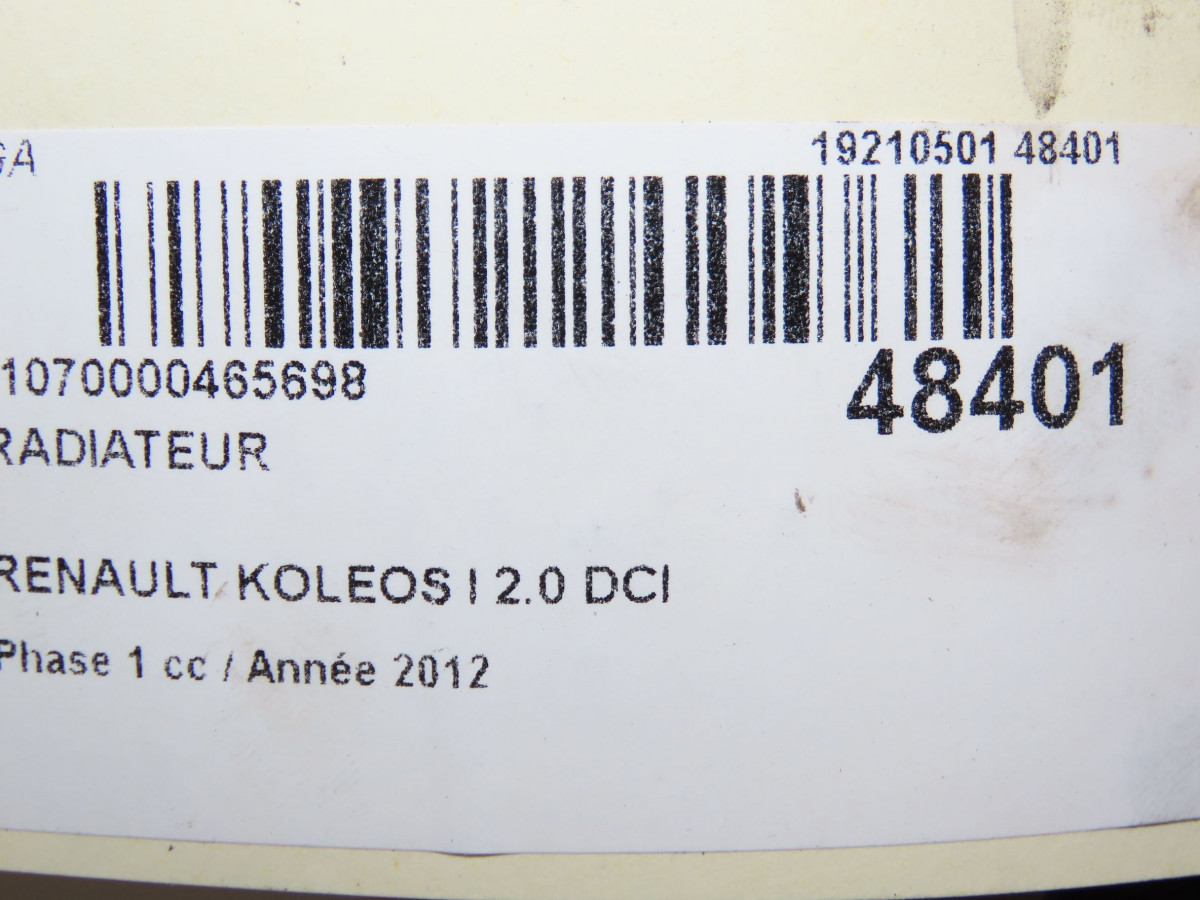 GA
19210501 48401
1070000465698
48401
RADIATEUR
RENAULT KOLEOS I 2.0 DCI
Phase 1 cc / Année 2012